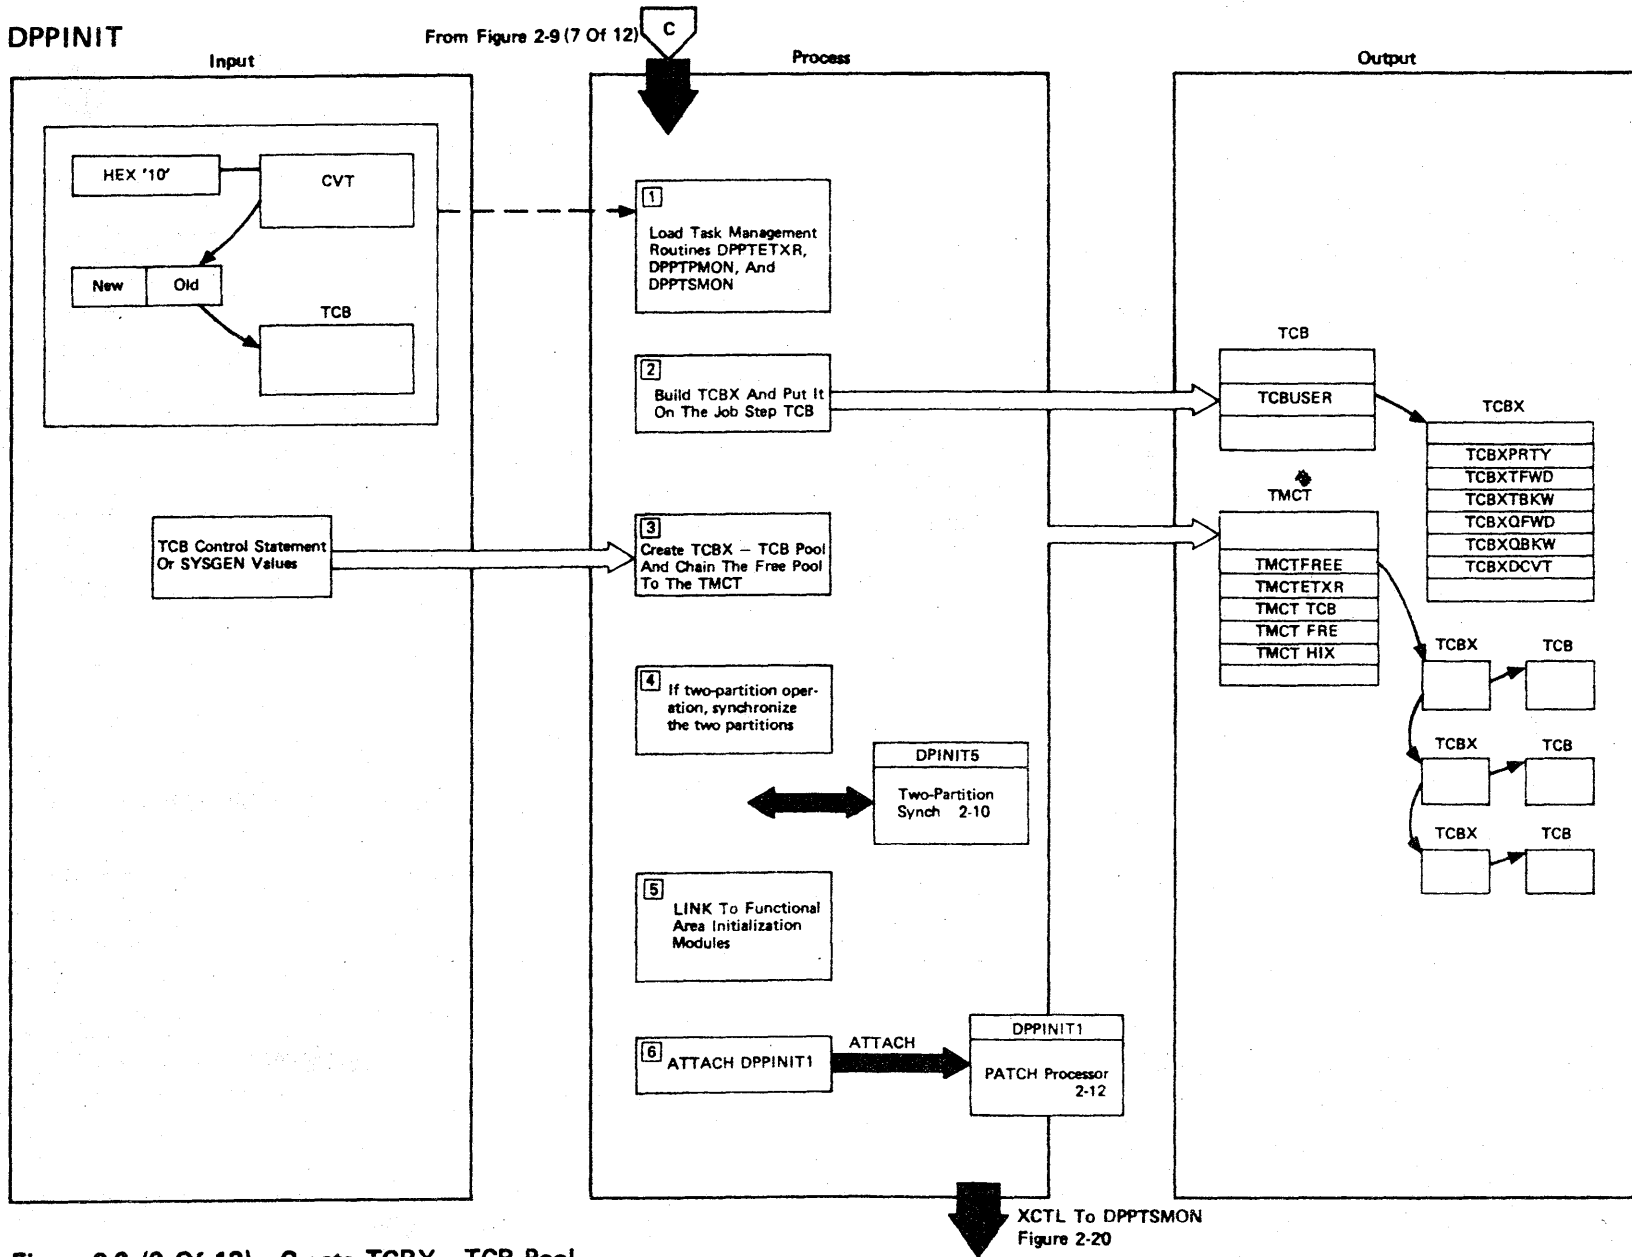 DPPINIT
From Figure 2-9 (7 Of 12)
C
Input
Process
Output
HEX '10'
CVT
New
Old
TCB
1
Load Task Management
Routines DPPTETXR,
DPPTPMON, And
DPPTSMON
2
Build TCBX And Put It
On The Job Step TCB
TCB
TCBUSER
TCBX
TCBXPRTY
TCBXTFWD
TCBXTBKW
TCBXQFWD
TCBXQBKW
TCBXDCVT
TCB Control Statement
Or SYSGEN Values
3
Create TCBX – TCB Pool
And Chain The Free Pool
To The TMCT
TMCT
TMCTFREE
TMCTETXR
TMCT TCB
TMCT FRE
TMCT HIX
TCBX
TCB
TCBX
TCB
TCBX
TCB
4
If two-partition oper-
ation, synchronize
the two partitions
DPINIT5
Two-Partition
Synch 2-10
5
LINK To Functional
Area Initialization
Modules
6
ATTACH DPPINIT1
ATTACH
DPPINIT1
PATCH Processor
2-12
XCTL To DPPTSMON
Figure 2-20